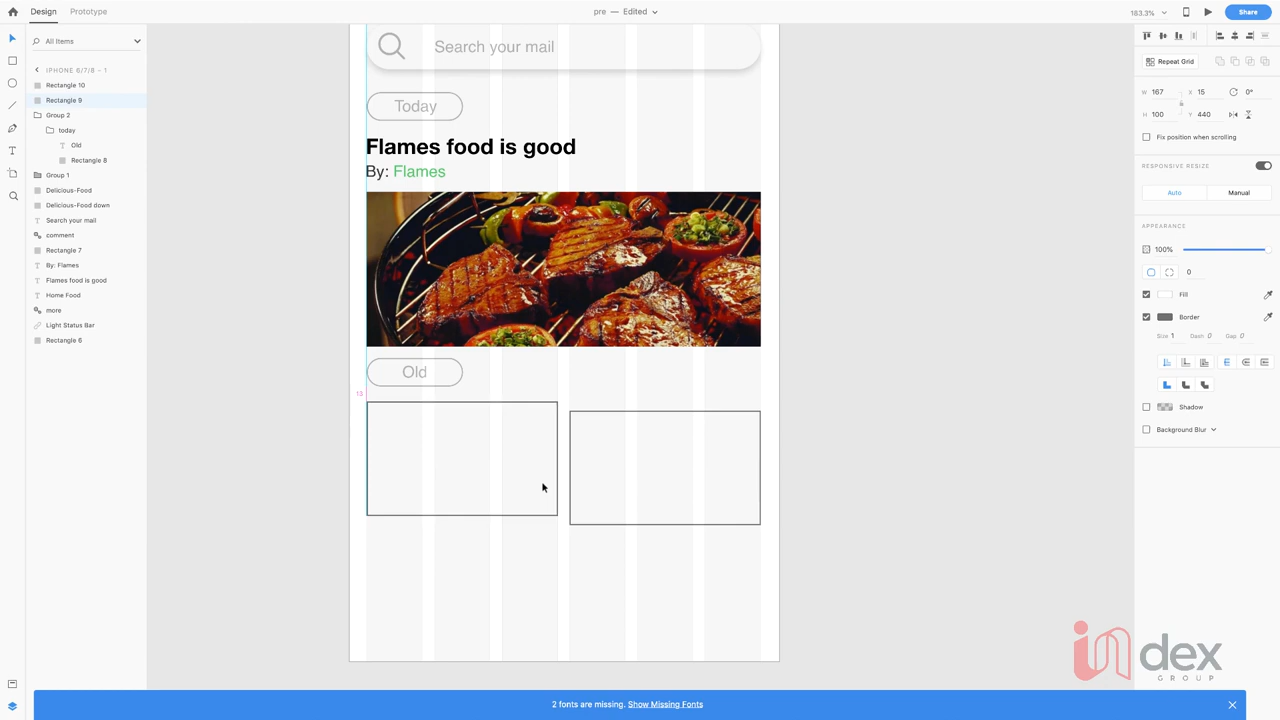 Design
Prototype
pre — Edited
183.3%
Share
All Items
IPHONE 6/7/8 – 1
Rectangle 10
Rectangle 9
Group 2
today
Old
Rectangle 8
Group 1
Delicious-Food
Delicious-Food down
Search your mail
comment
Rectangle 7
By: Flames
Flames food is good
Home Food
more
Light Status Bar
Rectangle 6
Search your mail
Today
Flames food is good
By: Flames
Old
13
Repeat Grid
W 167 X 15 0°
H 100 Y 440
Fix position when scrolling
RESPONSIVE RESIZE
Auto Manual
APPEARANCE
100%
0
Fill
Border
Size 1 Dash 0 Gap 0
Shadow
Background Blur
index
GROUP
2 fonts are missing. Show Missing Fonts